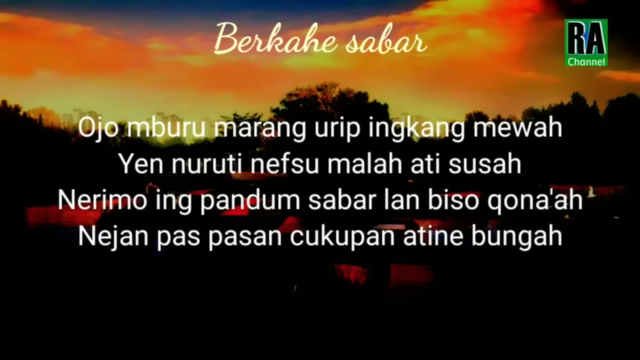 Berkahe sabar
RA
Channel
Ojo mburu marang urip ingkang mewah
Yen nuruti nefsu malah ati susah
Nerimo ing pandum sabar lan biso qona'ah
Nejan pas pasan cukupan atine bungah